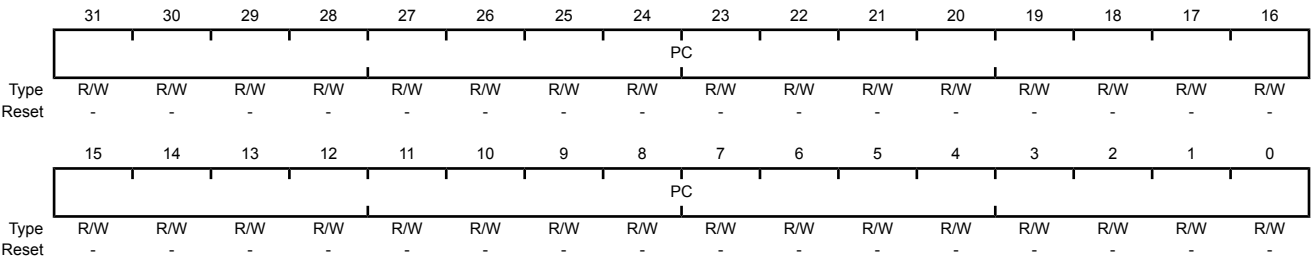 31 30 29 28 27 26 25 24 23 22 21 20 19 18 17 16
PC
Type R/W R/W R/W R/W R/W R/W R/W R/W R/W R/W R/W R/W R/W R/W R/W R/W
Reset - - - - - - - - - - - - - - - -
15 14 13 12 11 10 9 8 7 6 5 4 3 2 1 0
PC
Type R/W R/W R/W R/W R/W R/W R/W R/W R/W R/W R/W R/W R/W R/W R/W R/W
Reset - - - - - - - - - - - - - - - -